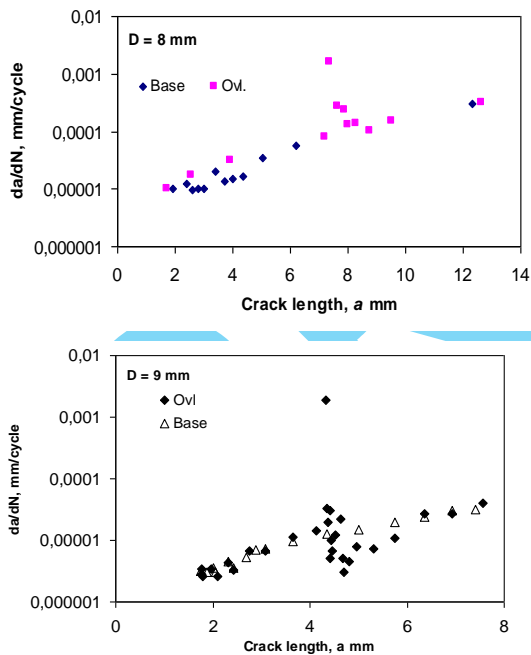 0,01
D = 8 mm
0,001
Base
Ovl.
0,0001
0,00001
0,000001
da/dN, mm/cycle
0 2 4 6 8 10 12 14
Crack length, a mm
0,01
D = 9 mm
Ovl
0,001
Base
0,0001
0,00001
0,000001
da/dN, mm/cycle
0 2 4 6 8
Crack length, a mm